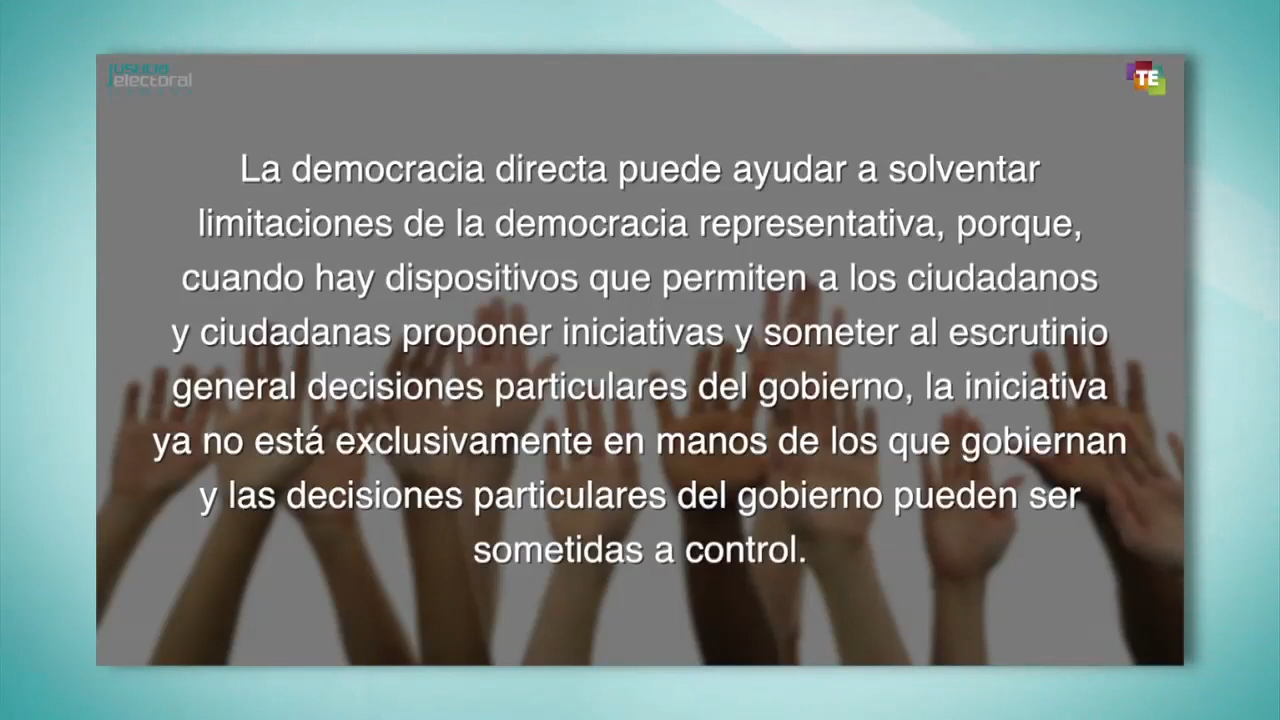 justicia
electoral
TE
La democracia directa puede ayudar a solventar
limitaciones de la democracia representativa, porque,
cuando hay dispositivos que permiten a los ciudadanos
y ciudadanas proponer iniciativas y someter al escrutinio
general decisiones particulares del gobierno, la iniciativa
ya no está exclusivamente en manos de los que gobiernan
y las decisiones particulares del gobierno pueden ser
sometidas a control.